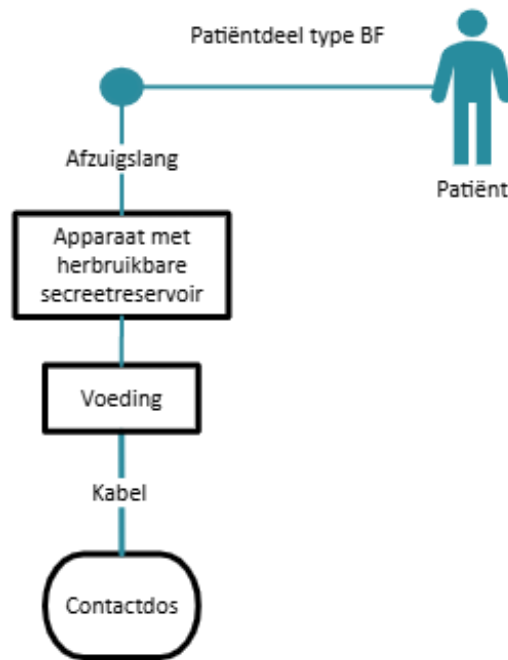 Patiëntdeel type BF
Afzuigslang
Patiënt
Apparaat met
herbruikbare
secreetreservoir
Voeding
Kabel
Contactdos